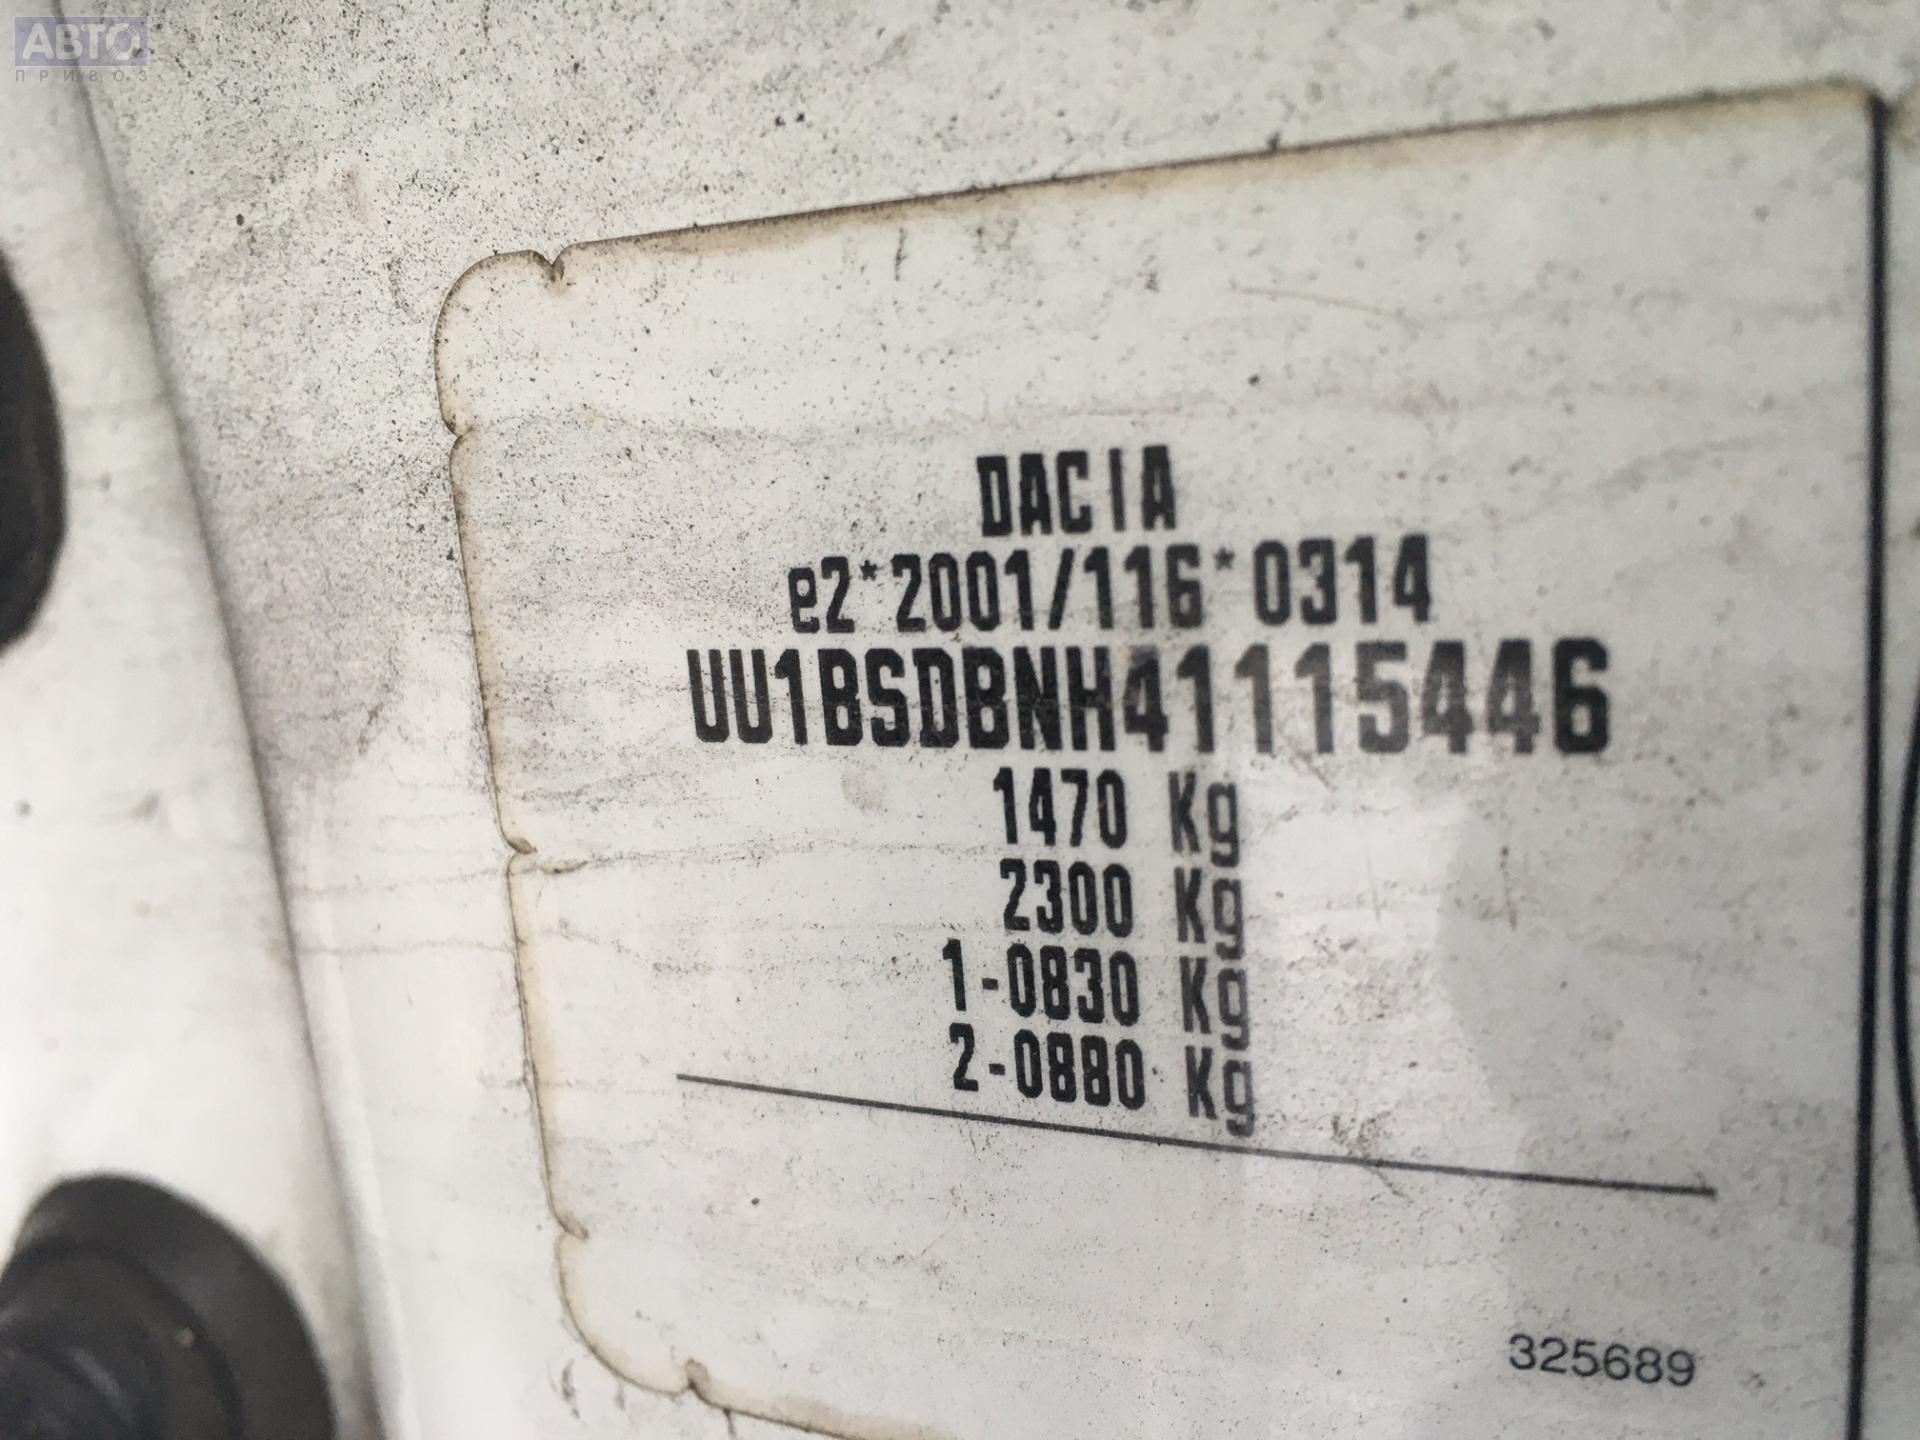 АВТО
ПРИВОЗ
DACIA
e2*2001/116*0314
UU1BSDBNH41115446
1470 Kg
2300 Kg
1-0830 Kg
2-0880 Kg
325689